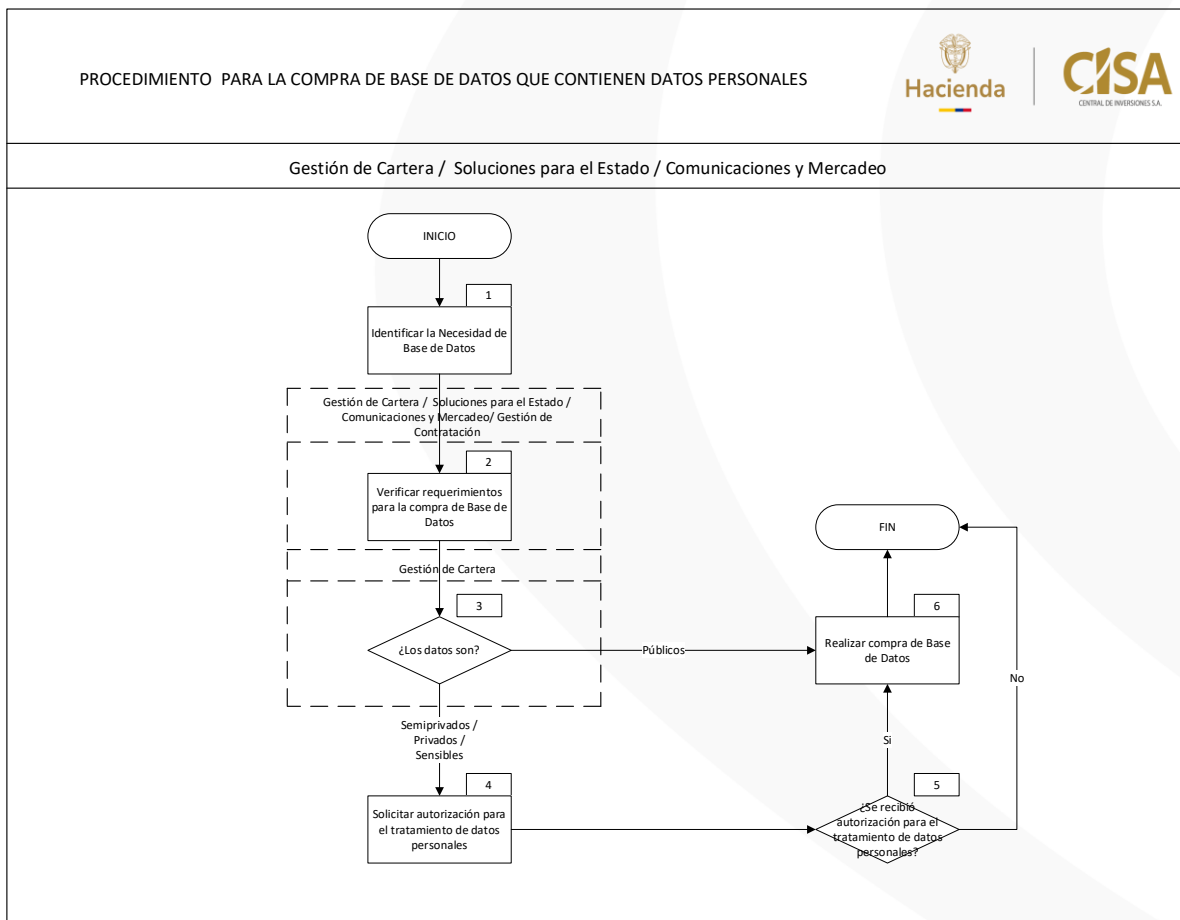 PROCEDIMIENTO PARA LA COMPRA DE BASE DE DATOS QUE CONTIENEN DATOS PERSONALES
Hacienda
CISA
CENTRAL DE INVERSIONES S.A.
Gestión de Cartera / Soluciones para el Estado / Comunicaciones y Mercadeo
INICIO
1
Identificar la Necesidad de
Base de Datos
Gestión de Cartera / Soluciones para el Estado /
Comunicaciones y Mercadeo/ Gestión de
Contratación
2
Verificar requerimientos
para la compra de Base de
Datos
Gestión de Cartera
3
¿Los datos son?
Públicos
Semiprivados /
Privados /
Sensibles
4
Solicitar autorización para
el tratamiento de datos
personales
5
¿Se recibió
autorización para el
tratamiento de datos
personales?
Si
No
6
Realizar compra de Base
de Datos
FIN